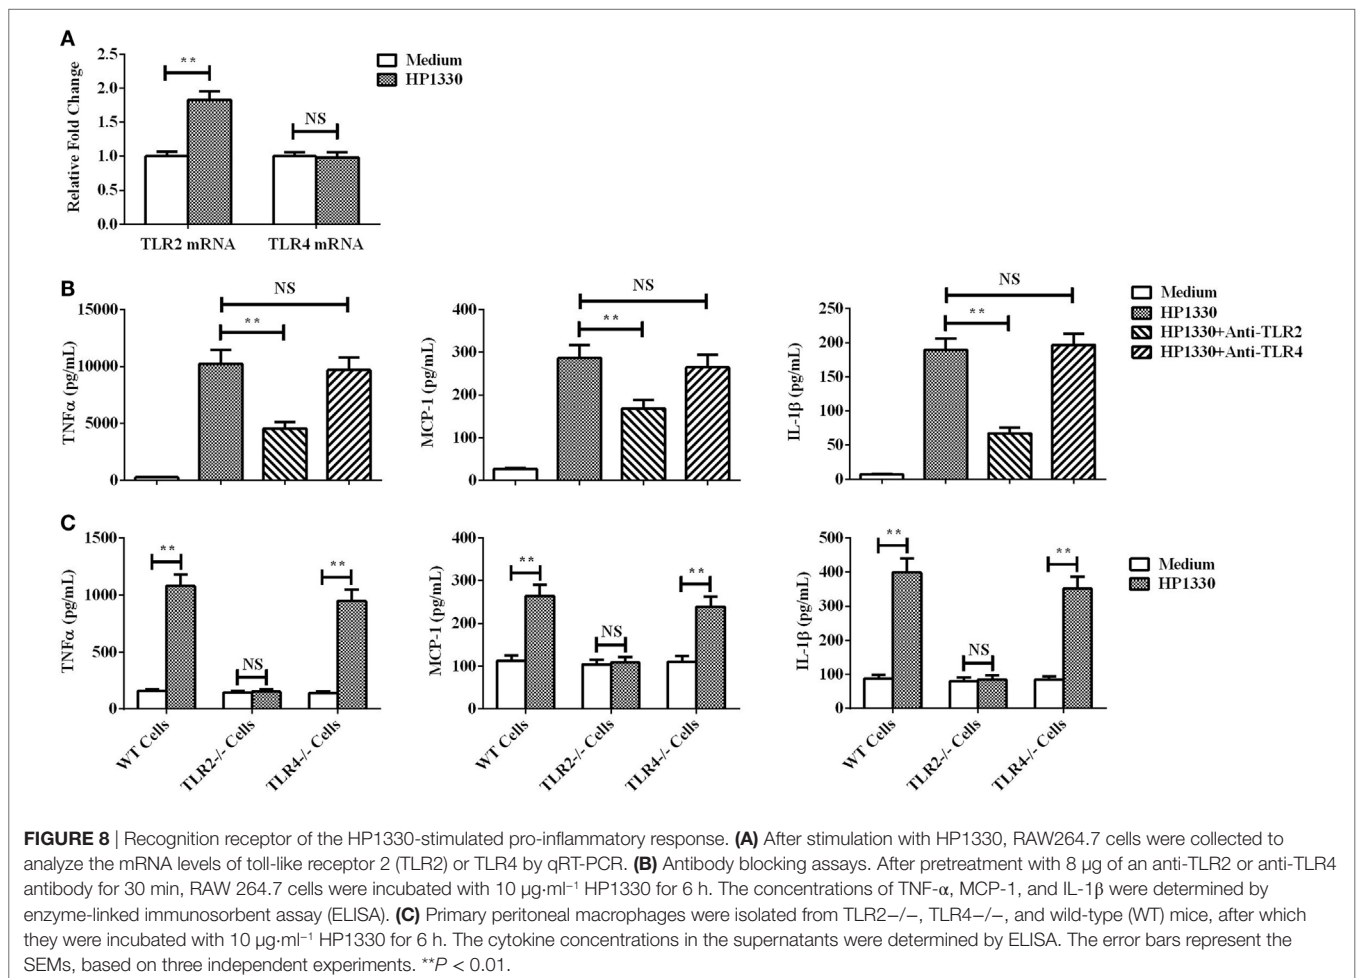 A
Relative Fold Change
2.5
2.0
1.5
1.0
0.5
0.0
**
NS
TLR2 mRNA
TLR4 mRNA
Medium
HP1330
B
TNFα (pg/mL)
15000
10000
5000
0
NS
**
MCP-1 (pg/mL)
400
300
200
100
0
NS
**
IL-1β (pg/mL)
250
200
150
100
50
0
NS
**
Medium
HP1330
HP1330+Anti-TLR2
HP1330+Anti-TLR4
C
TNFα (pg/mL)
1500
1000
500
0
**
NS
**
WT Cells
TLR2-/- Cells
TLR4-/- Cells
MCP-1 (pg/mL)
400
300
200
100
0
**
NS
**
WT Cells
TLR2-/- Cells
TLR4-/- Cells
IL-1β (pg/mL)
500
400
300
200
100
0
**
NS
**
WT Cells
TLR2-/- Cells
TLR4-/- Cells
Medium
HP1330
FIGURE 8 | Recognition receptor of the HP1330-stimulated pro-inflammatory response. (A) After stimulation with HP1330, RAW264.7 cells were collected to
analyze the mRNA levels of toll-like receptor 2 (TLR2) or TLR4 by qRT-PCR. (B) Antibody blocking assays. After pretreatment with 8 µg of an anti-TLR2 or anti-TLR4
antibody for 30 min, RAW 264.7 cells were incubated with 10 µg·ml⁻¹ HP1330 for 6 h. The concentrations of TNF-α, MCP-1, and IL-1β were determined by
enzyme-linked immunosorbent assay (ELISA). (C) Primary peritoneal macrophages were isolated from TLR2−/−, TLR4−/−, and wild-type (WT) mice, after which
they were incubated with 10 µg·ml⁻¹ HP1330 for 6 h. The cytokine concentrations in the supernatants were determined by ELISA. The error bars represent the
SEMs, based on three independent experiments. **P < 0.01.